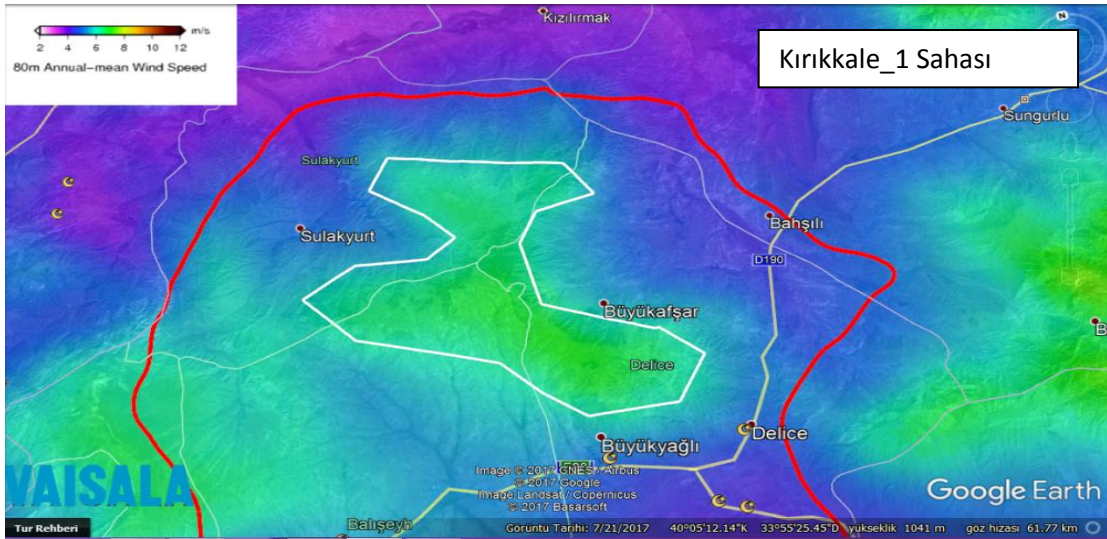 m/s
2 4 6 8 10 12
80m Annual-mean Wind Speed
Kızılırmak
Kırıkkale_1 Sahası
Sungurlu
Sulakyurt
Sulakyurt
Bahşılı
D190
Büyükafşar
B
Delice
Delice
Büyükyağlı
VAISALA
Image © 2017 CNES / Airbus
© 2017 Google
Image Landsat / Copernicus
© 2017 Basarsoft
Google Earth
Balışeyh
Tur Rehberi
Görüntü Tarihi: 7/21/2017 40°05'12.14"K 33°55'25.45"D yükseklik 1041 m göz hizası 61.77 km